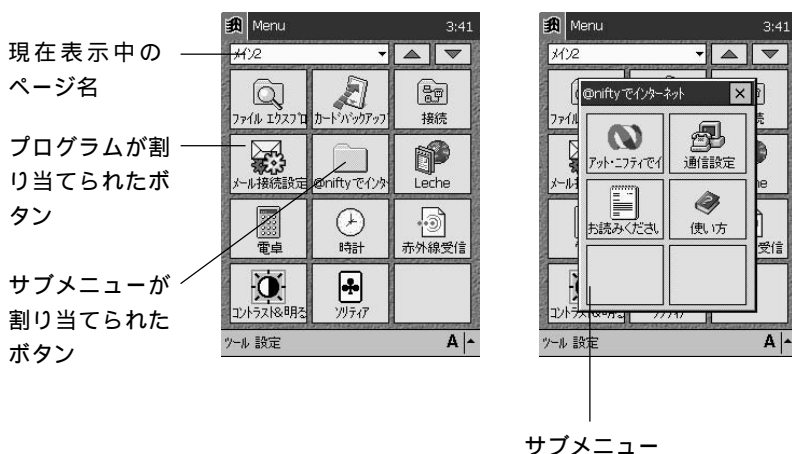 現在表示中の
ページ名
プログラムが割
り当てられたボ
タン
サブメニューが
割り当てられた
ボタン
Menu 3:41
メイン2
ファイル エクスプロ カードバックアップ 接続
メール接続設定 @niftyでインタ Leche
電卓 時計 赤外線受信
コントラスト&明る ソリティア
ツール 設定 A
Menu 3:41
メイン2
@niftyでインターネット
アット・ニフティでイ 通信設定
お読みくださし 使い方
ツール 設定 A
サブメニュー